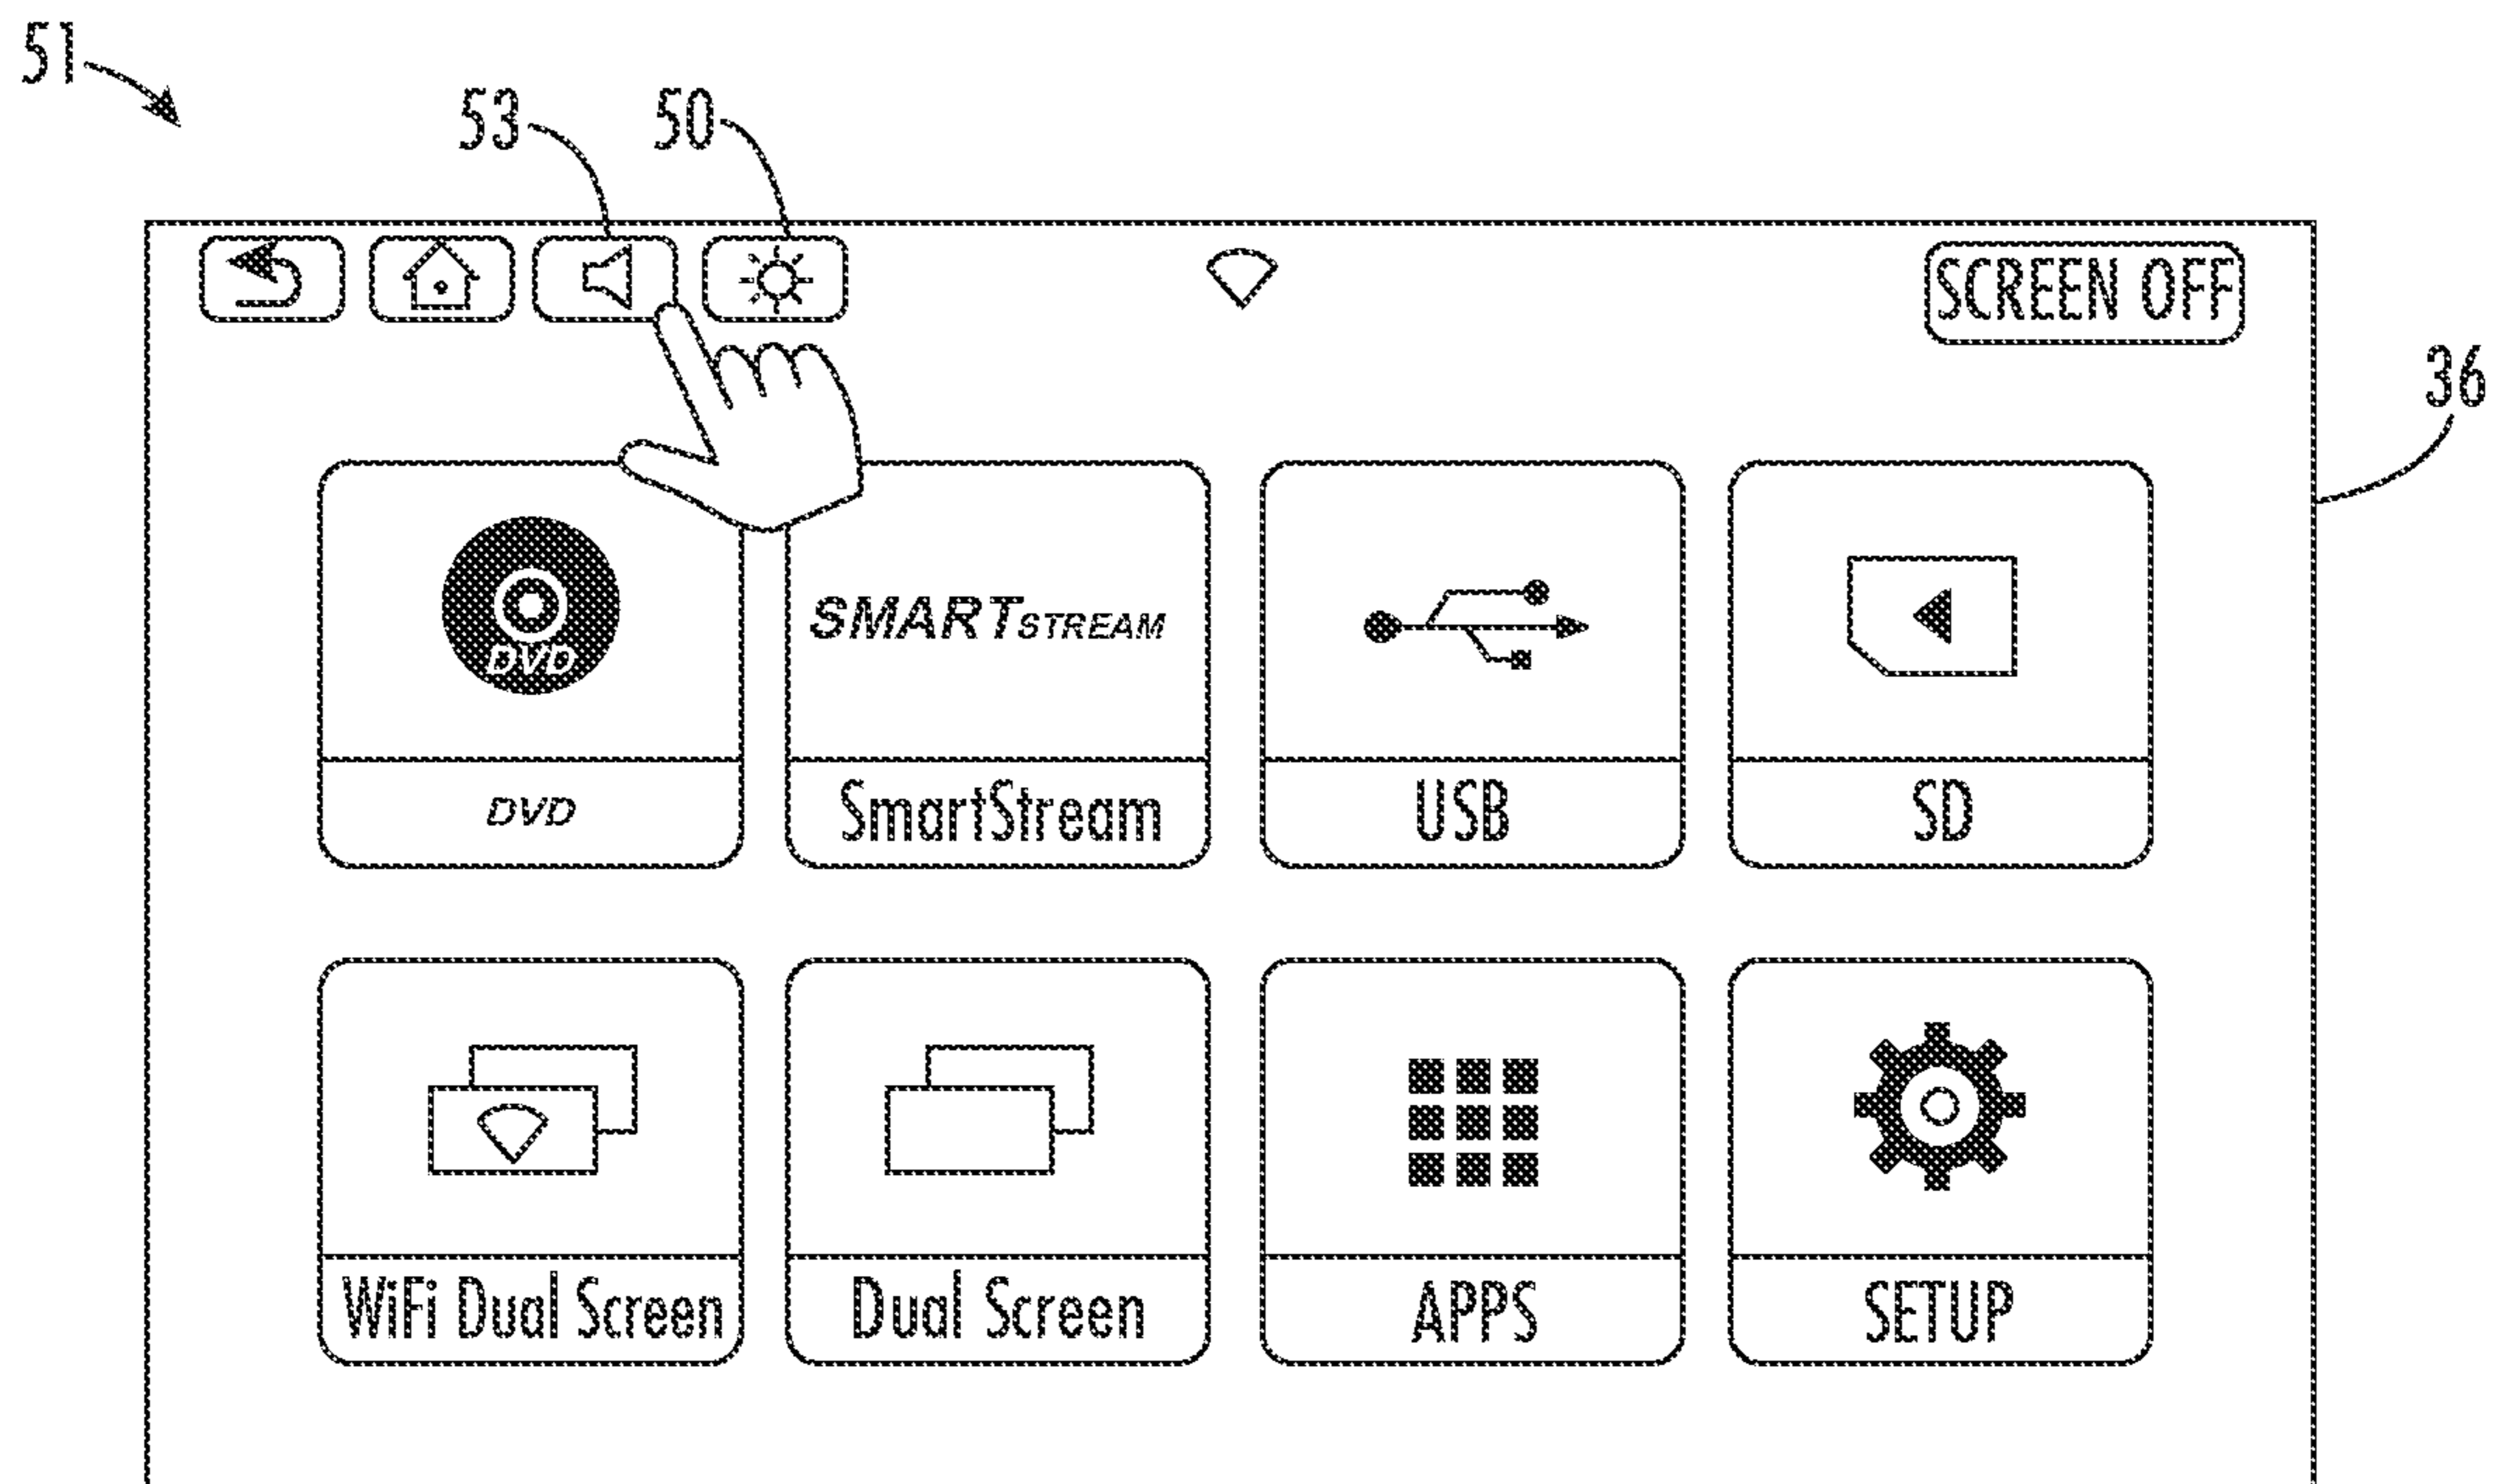 51
53 50
SCREEN OFF
36
DVD SMARTSTREAM
DVD SmartStream USB SD
WiFi Dual Screen Dual Screen APPS SETUP